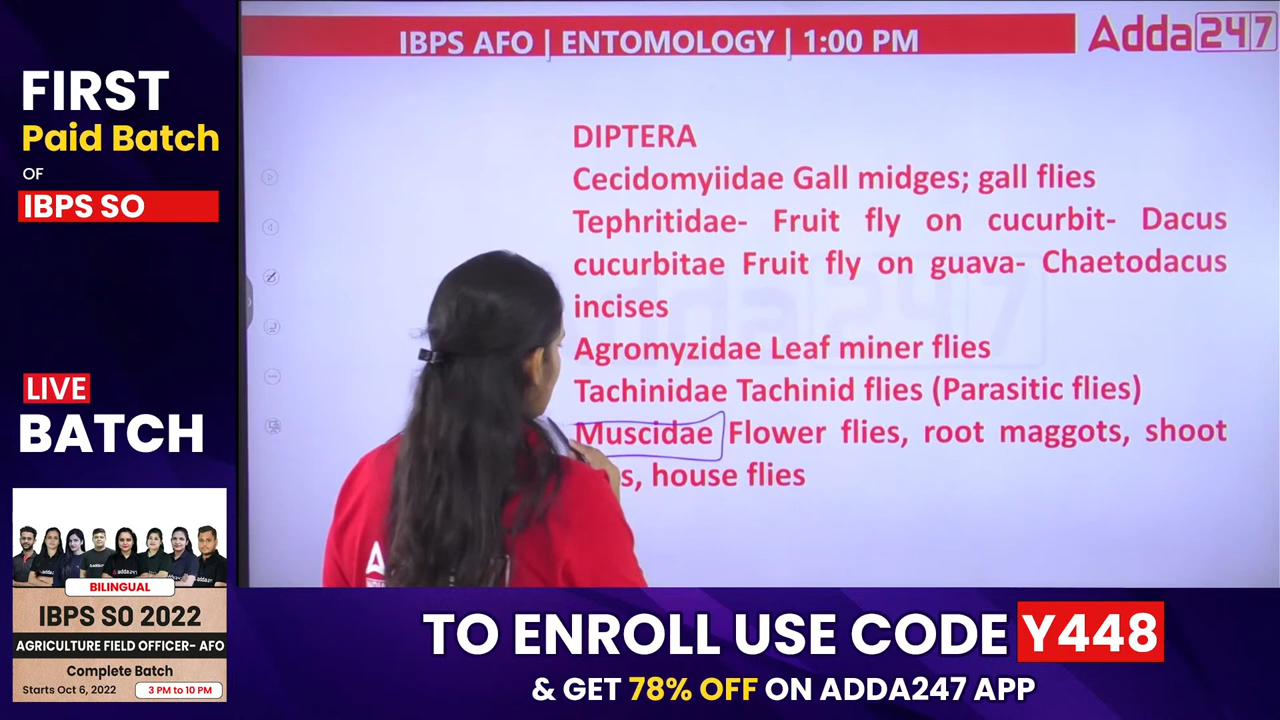 IBPS AFO | ENTOMOLOGY | 1:00 PM
Adda247
FIRST
Paid Batch
OF
IBPS SO
LIVE
BATCH
BILINGUAL
IBPS SO 2022
AGRICULTURE FIELD OFFICER- AFO
Complete Batch
Starts Oct 6, 2022
3 PM to 10 PM
DIPTERA
Cecidomyiidae Gall midges; gall flies
Tephritidae- Fruit fly on cucurbit- Dacus
cucurbitae Fruit fly on guava- Chaetodacus
incises
Agromyzidae Leaf miner flies
Tachinidae Tachinid flies (Parasitic flies)
Muscidae Flower flies, root maggots, shoot
house flies
TO ENROLL USE CODE Y448
& GET 78% OFF ON ADDA247 APP